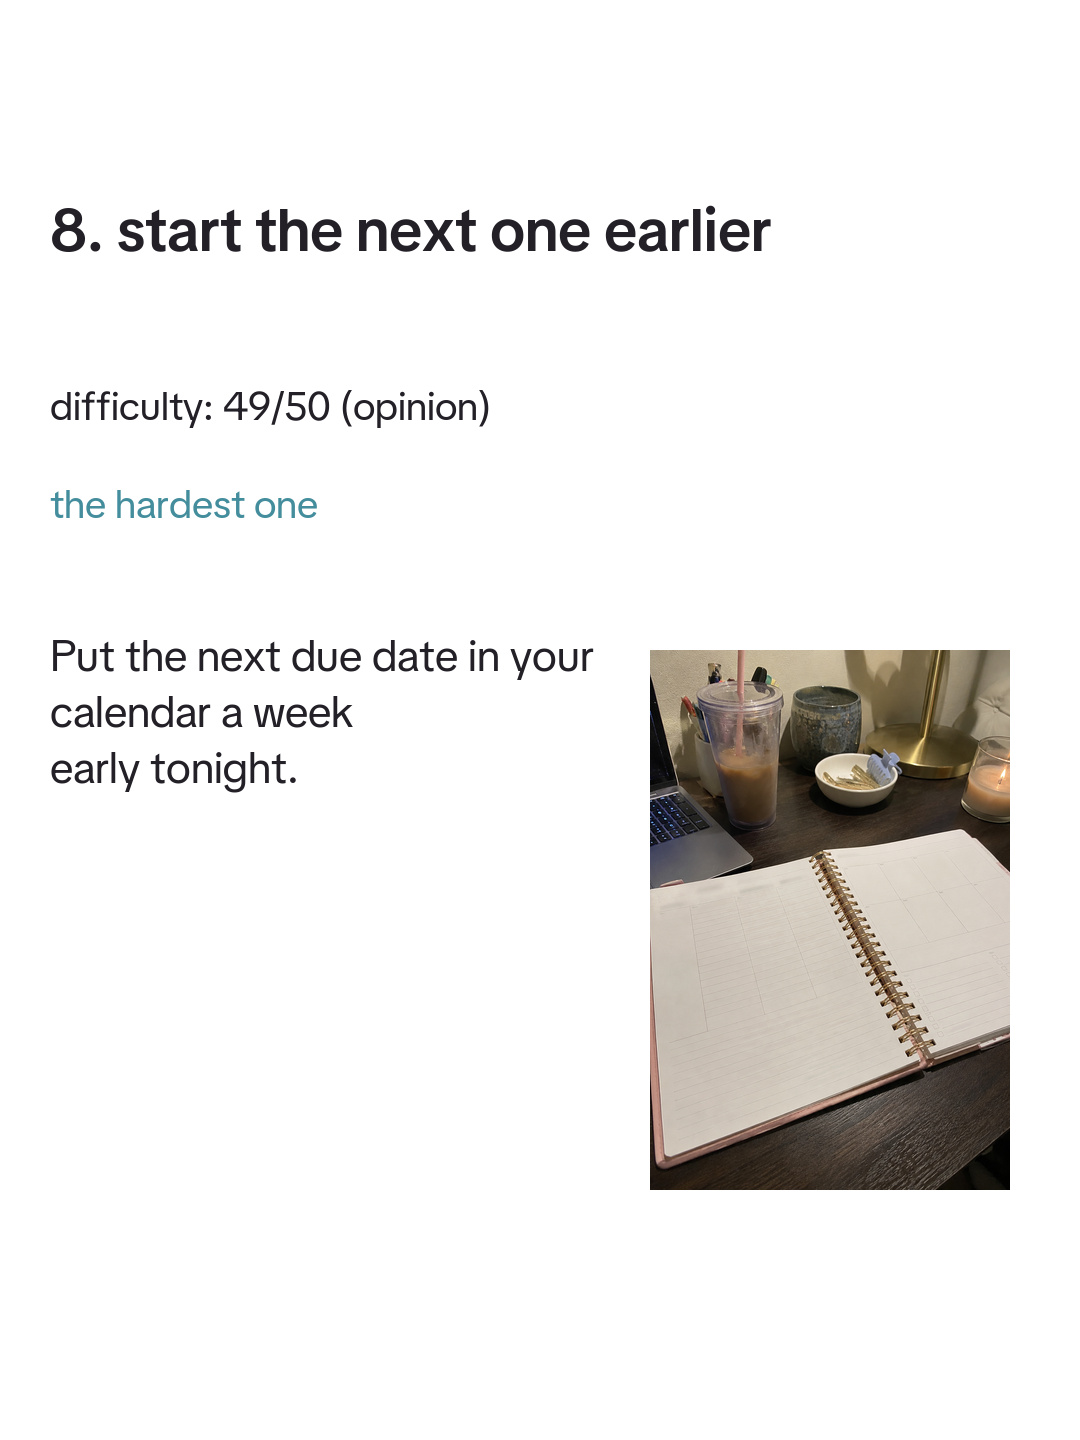 8. start the next one earlier
difficulty: 49/50 (opinion)
the hardest one
Put the next due date in your
calendar a week
early tonight.